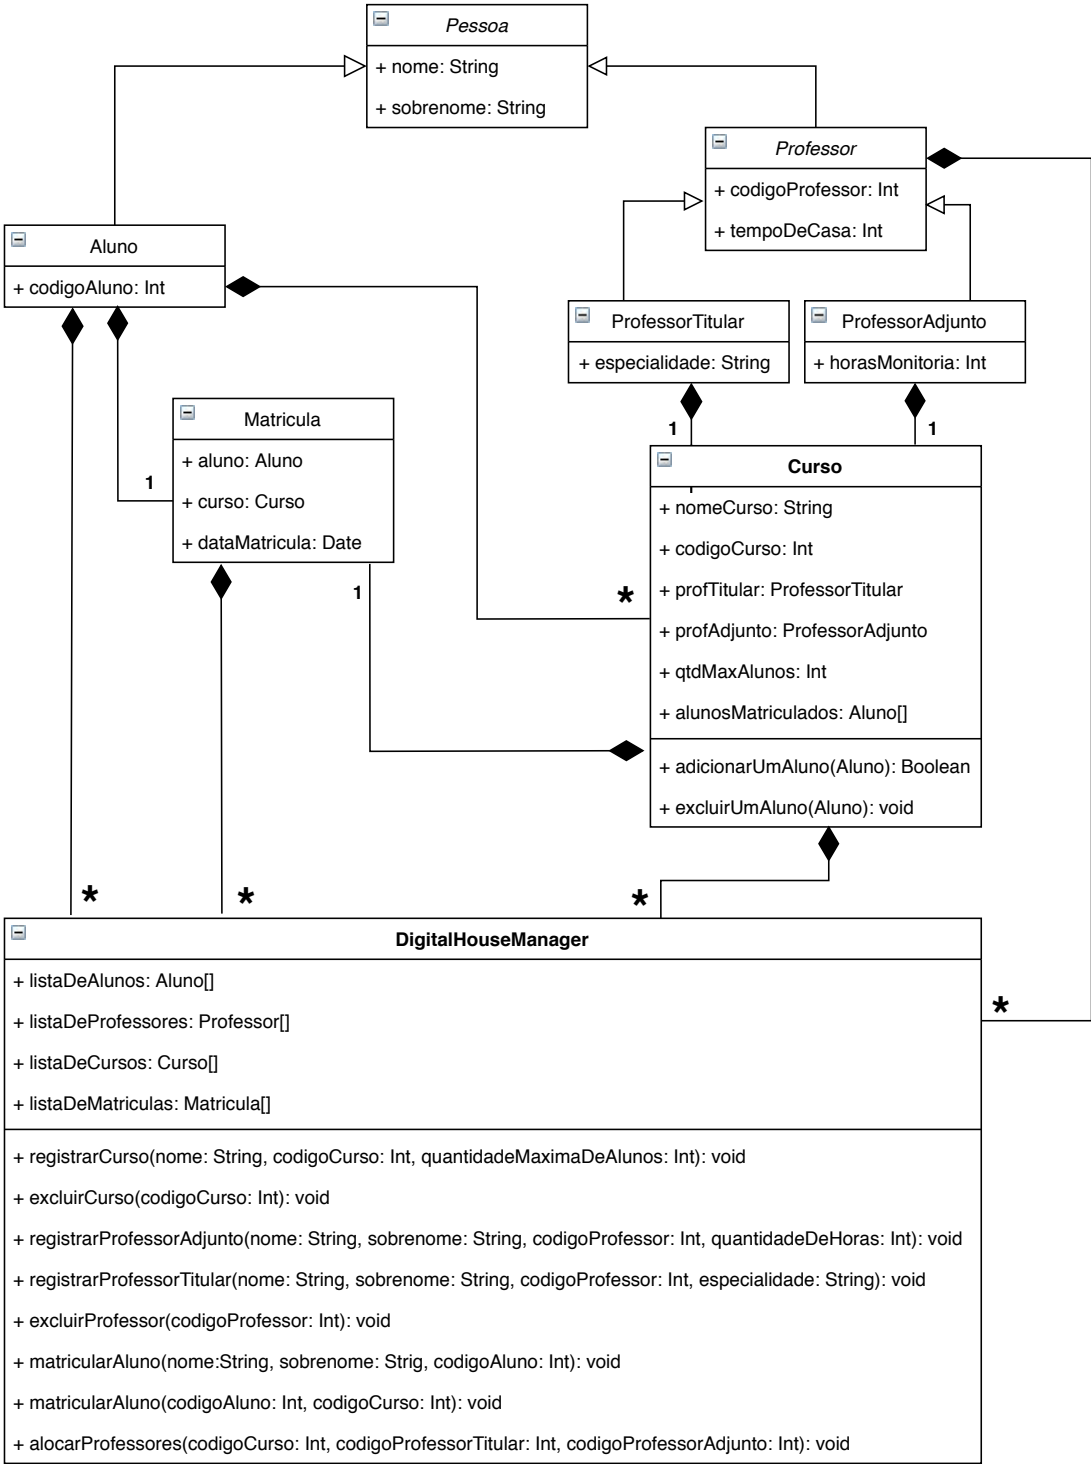 Pessoa
+ nome: String
+ sobrenome: String
Professor
+ codigoProfessor: Int
+ tempoDeCasa: Int
Aluno
+ codigoAluno: Int
ProfessorTitular
+ especialidade: String
ProfessorAdjunto
+ horasMonitoria: Int
1
1
Matricula
+ aluno: Aluno
+ curso: Curso
+ dataMatricula: Date
1
1
*
Curso
+ nomeCurso: String
+ codigoCurso: Int
+ profTitular: ProfessorTitular
+ profAdjunto: ProfessorAdjunto
+ qtdMaxAlunos: Int
+ alunosMatriculados: Aluno[]
+ adicionarUmAluno(Aluno): Boolean
+ excluirUmAluno(Aluno): void
*
*
*
*
DigitalHouseManager
+ listaDeAlunos: Aluno[]
+ listaDeProfessores: Professor[]
+ listaDeCursos: Curso[]
+ listaDeMatriculas: Matricula[]
+ registrarCurso(nome: String, codigoCurso: Int, quantidadeMaximaDeAlunos: Int): void
+ excluirCurso(codigoCurso: Int): void
+ registrarProfessorAdjunto(nome: String, sobrenome: String, codigoProfessor: Int, quantidadeDeHoras: Int): void
+ registrarProfessorTitular(nome: String, sobrenome: String, codigoProfessor: Int, especialidade: String): void
+ excluirProfessor(codigoProfessor: Int): void
+ matricularAluno(nome:String, sobrenome: Strig, codigoAluno: Int): void
+ matricularAluno(codigoAluno: Int, codigoCurso: Int): void
+ alocarProfessores(codigoCurso: Int, codigoProfessorTitular: Int, codigoProfessorAdjunto: Int): void